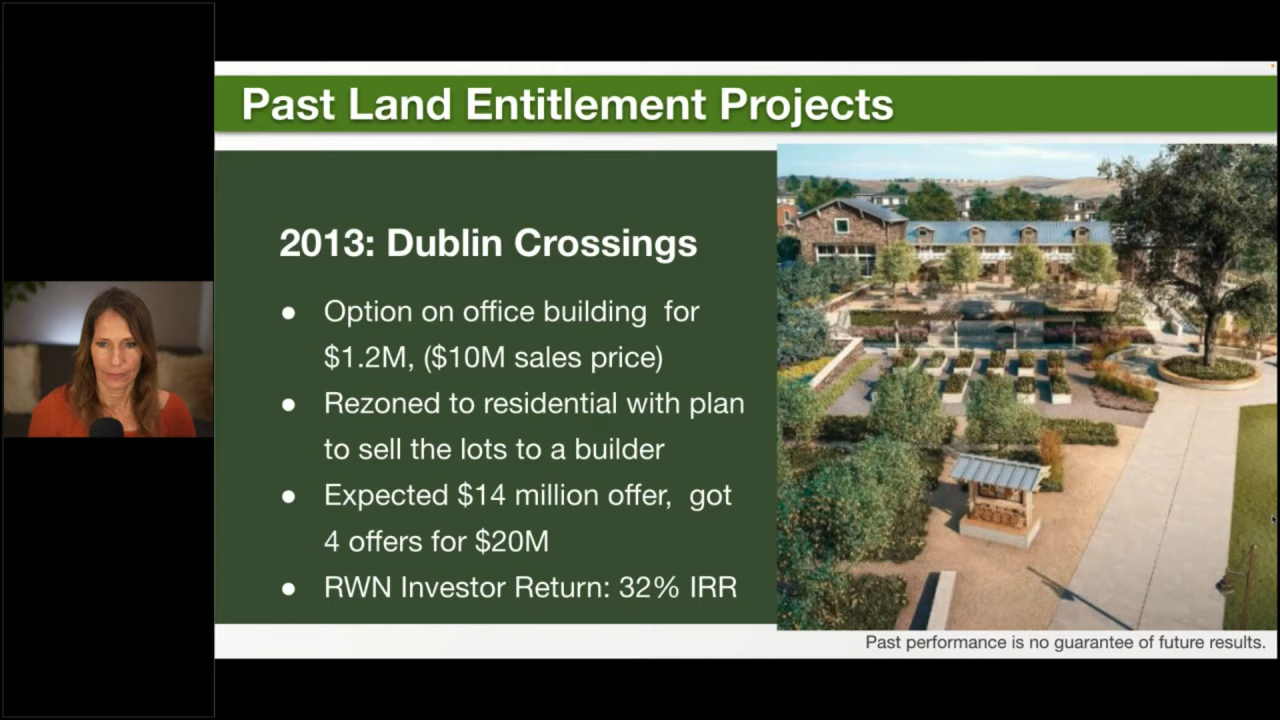 Past Land Entitlement Projects
2013: Dublin Crossings
● Option on office building for
$1.2M, ($10M sales price)
● Rezoned to residential with plan
to sell the lots to a builder
● Expected $14 million offer, got
4 offers for $20M
● RWN Investor Return: 32% IRR
Past performance is no guarantee of future results.